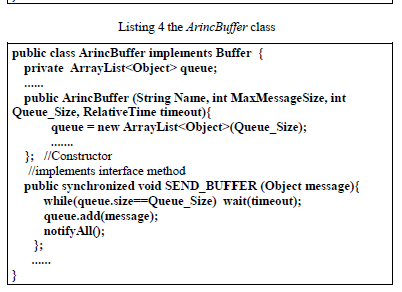 Listing 4 the ArincBuffer class
public class ArincBuffer implements Buffer {
private ArrayList<Object> queue;
......
public ArincBuffer (String Name, int MaxMessageSize, int
Queue_Size, RelativeTime timeout){
queue = new ArrayList<Object>(Queue_Size);
.......
}; //Constructor
//implements interface method
public synchronized void SEND_BUFFER (Object message){
while(queue.size==Queue_Size) wait(timeout);
queue.add(message);
notifyAll();
};
......
}